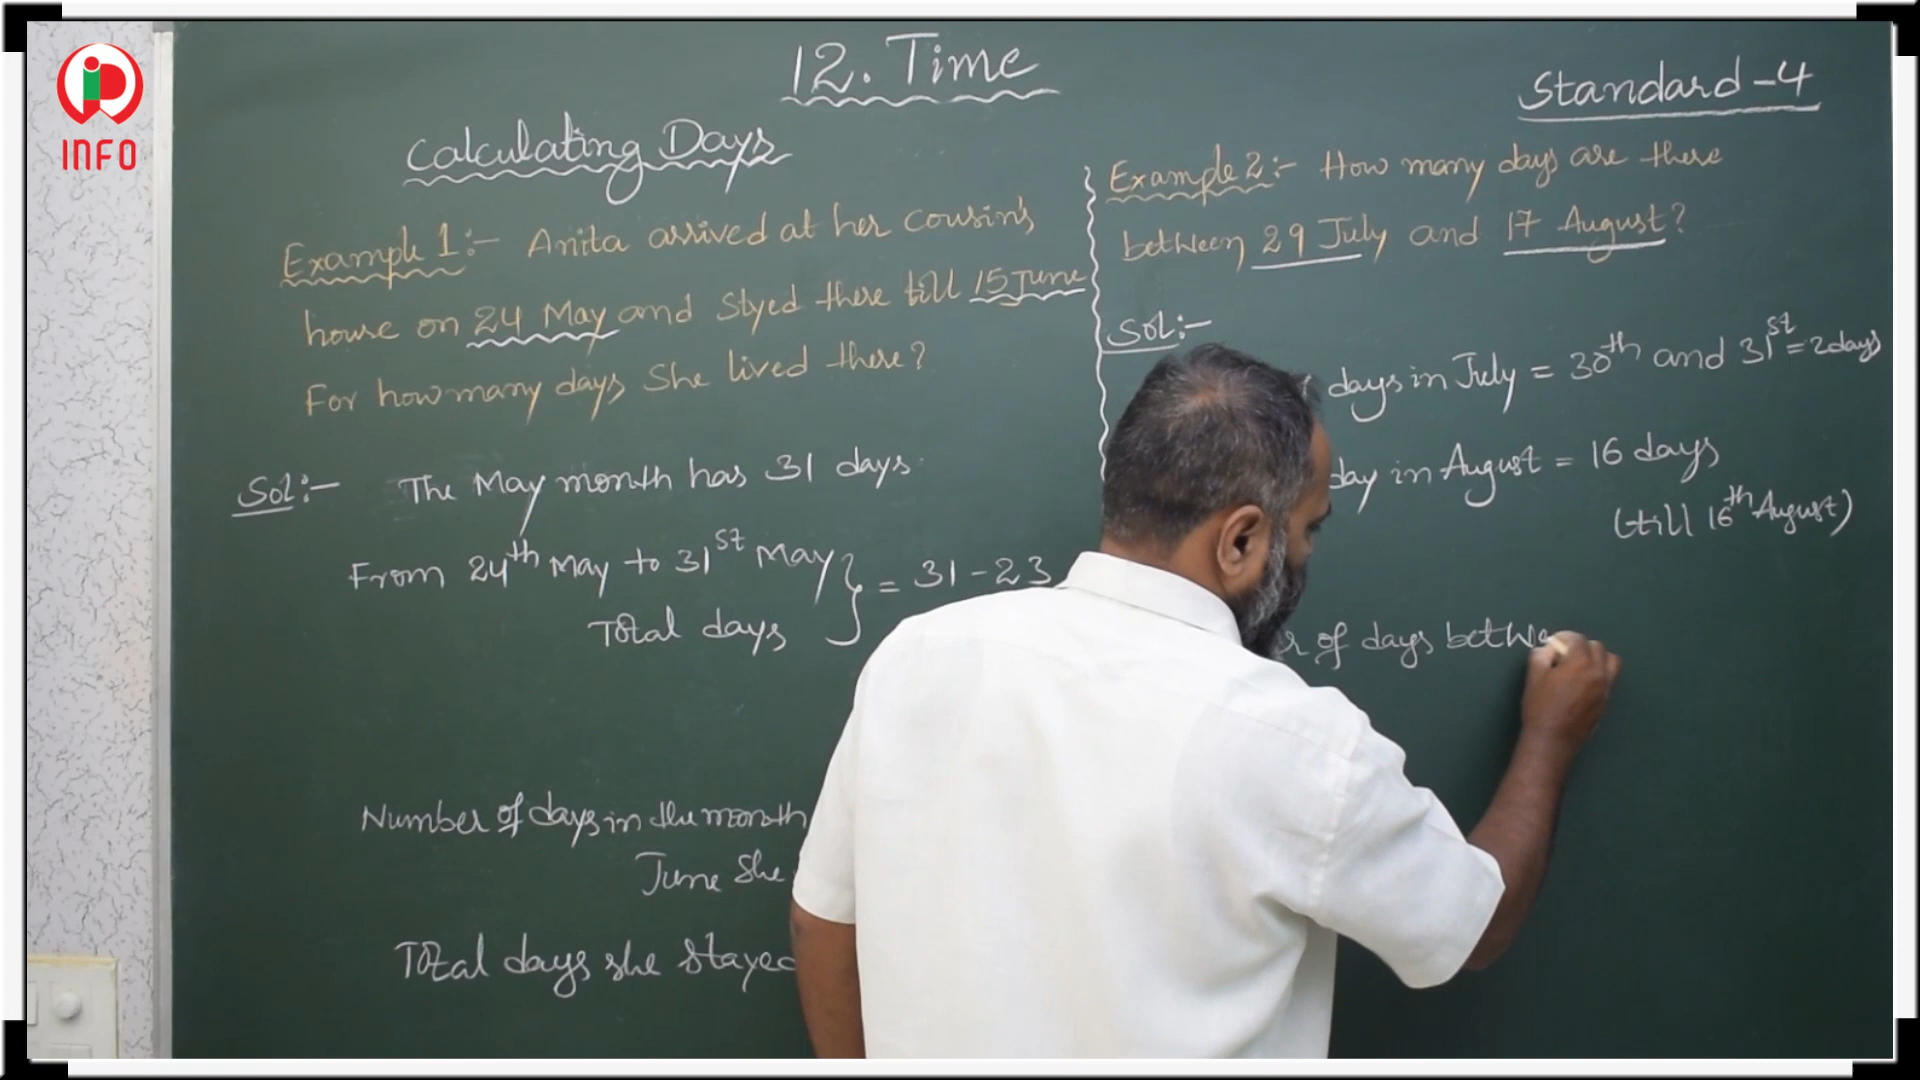 INFO
12. Time
Standard - 4
Calculating Days
Example 1:- Anita arrived at her cousin's
house on 24 May and Styed there till 15 June
For how many days She lived there?
Sol:- The May month has 31 days.
From 24th May to 31st May } = 31 - 23
Total days
Number of days in the month
June She
Total days she stayed
Example 2:- How many days are there
between 29 July and 17 August?
Sol:-
days in July = 30th and 31st = 2 days
day in August = 16 days
(till 16th August)
r of days betwe